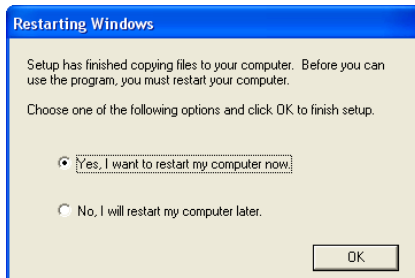 Restarting Windows
Setup has finished copying files to your computer.  Before you can
use the program, you must restart your computer.
Choose one of the following options and click OK to finish setup.
Yes, I want to restart my computer now.
No, I will restart my computer later.
OK